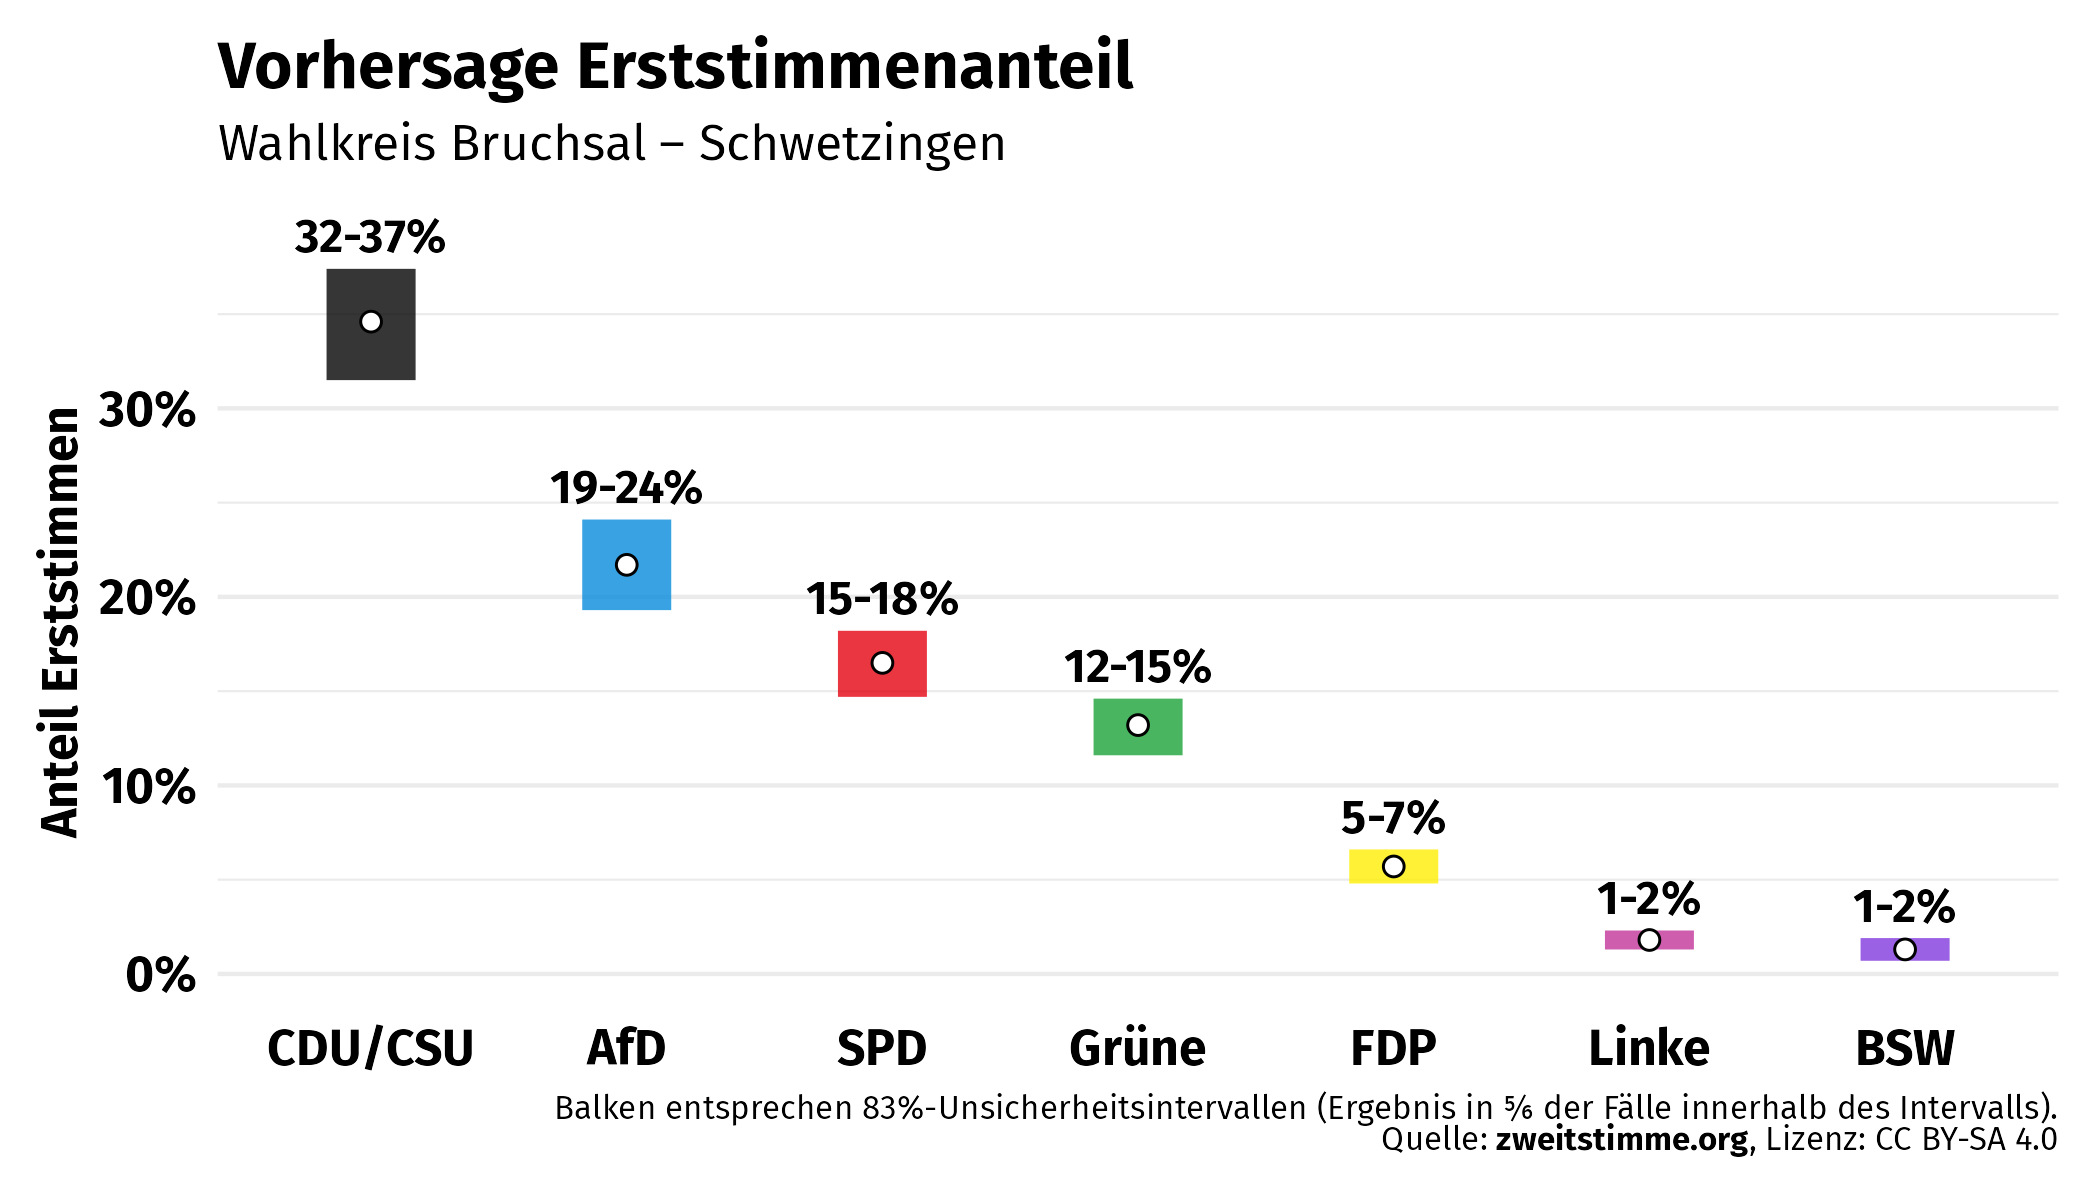 Vorhersage Erststimmenanteil
Wahlkreis Bruchsal – Schwetzingen
32-37%
19-24%
15-18%
12-15%
5-7%
1-2%
1-2%
Anteil Erststimmen
30%
20%
10%
0%
CDU/CSU AfD SPD Grüne FDP Linke BSW
Balken entsprechen 83%-Unsicherheitsintervallen (Ergebnis in ⅚ der Fälle innerhalb des Intervalls).
Quelle: zweitstimme.org, Lizenz: CC BY-SA 4.0